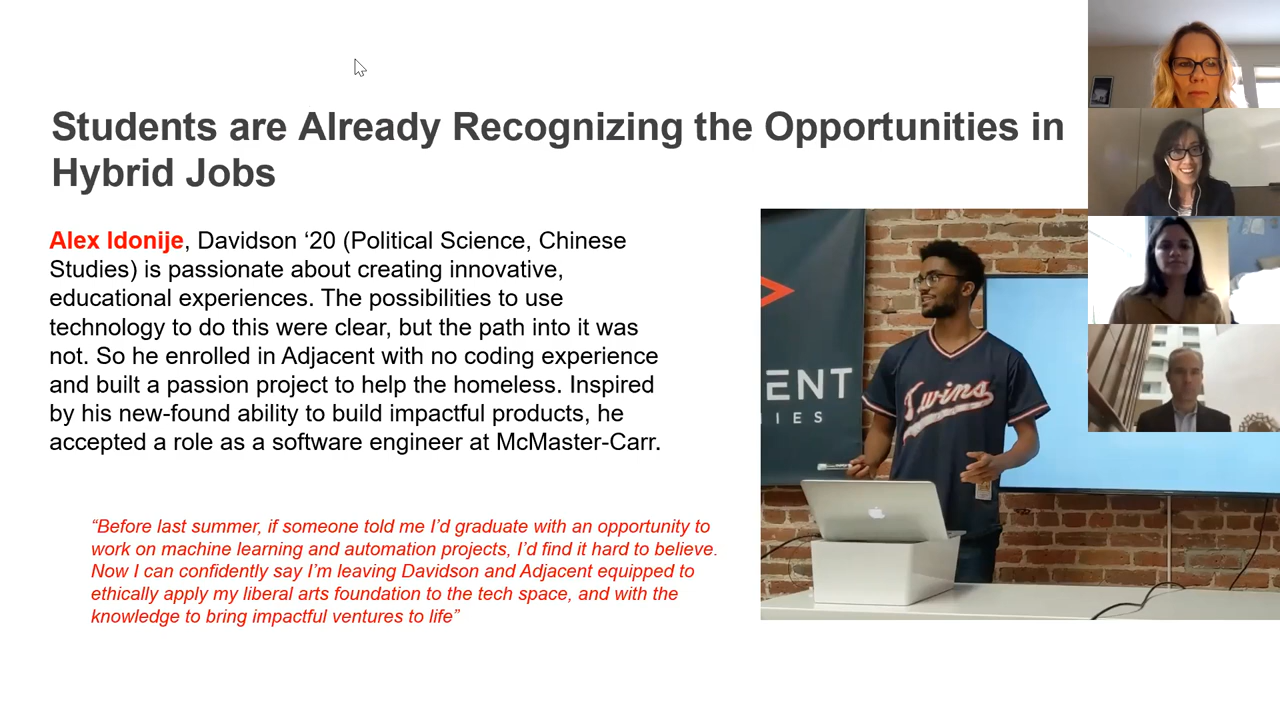 Students are Already Recognizing the Opportunities in
Hybrid Jobs
Alex Idonije, Davidson ‘20 (Political Science, Chinese
Studies) is passionate about creating innovative,
educational experiences. The possibilities to use
technology to do this were clear, but the path into it was
not. So he enrolled in Adjacent with no coding experience
and built a passion project to help the homeless. Inspired
by his new-found ability to build impactful products, he
accepted a role as a software engineer at McMaster-Carr.
“Before last summer, if someone told me I’d graduate with an opportunity to
work on machine learning and automation projects, I’d find it hard to believe.
Now I can confidently say I’m leaving Davidson and Adjacent equipped to
ethically apply my liberal arts foundation to the tech space, and with the
knowledge to bring impactful ventures to life”
ENT
IES
Twins